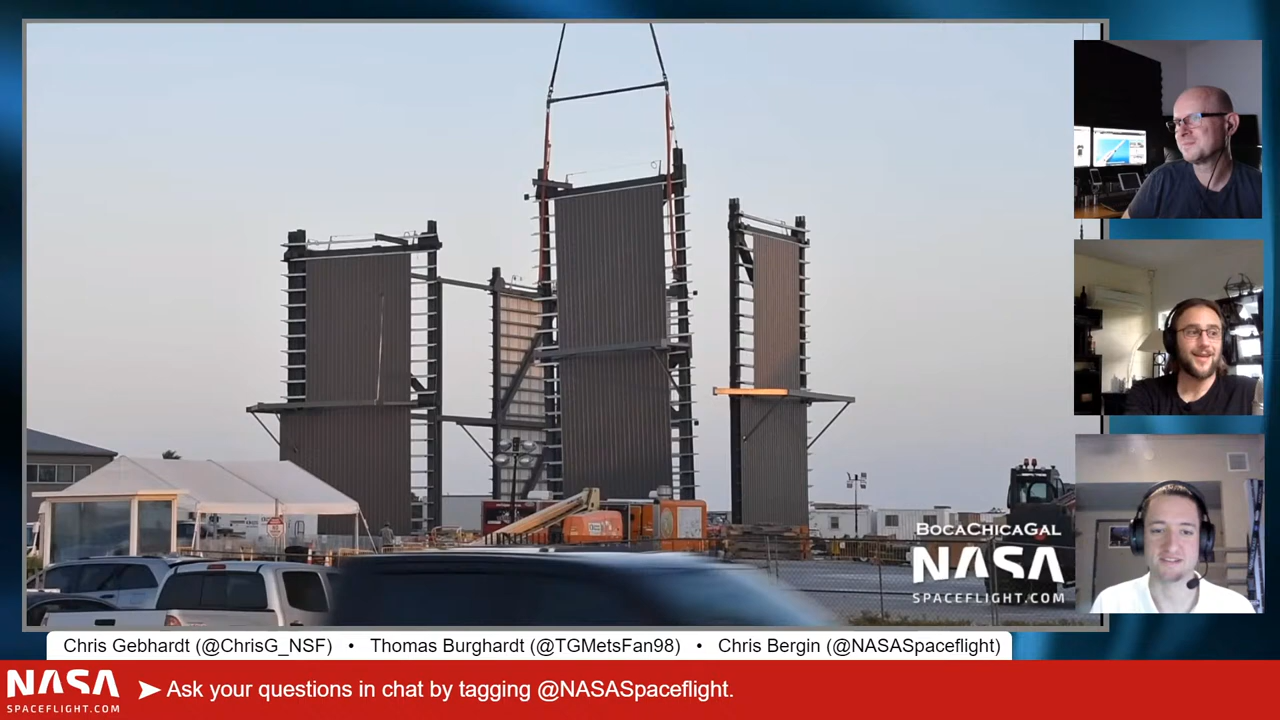 BOCACHICAGAL
NASA
SPACEFLIGHT.COM
Chris Gebhardt (@ChrisG_NSF) • Thomas Burghardt (@TGMetsFan98) • Chris Bergin (@NASASpaceflight)
NASA
SPACEFLIGHT.COM
Ask your questions in chat by tagging @NASASpaceflight.